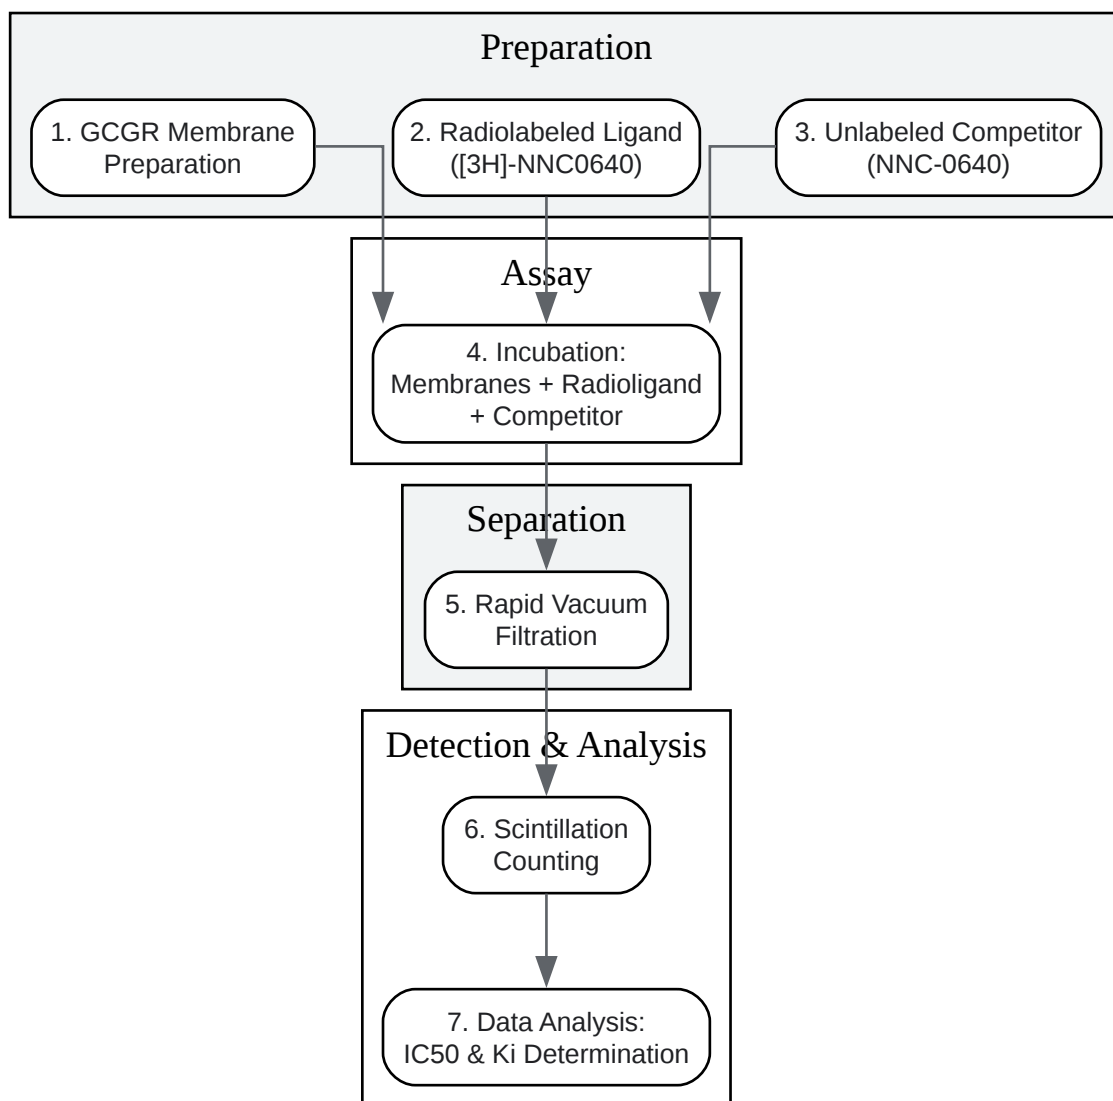 Preparation
1. GCGR Membrane
Preparation
2. Radiolabeled Ligand
([3H]-NNC0640)
3. Unlabeled Competitor
(NNC-0640)
Assay
4. Incubation:
Membranes + Radioligand
+ Competitor
Separation
5. Rapid Vacuum
Filtration
Detection & Analysis
6. Scintillation
Counting
7. Data Analysis:
IC50 & Ki Determination